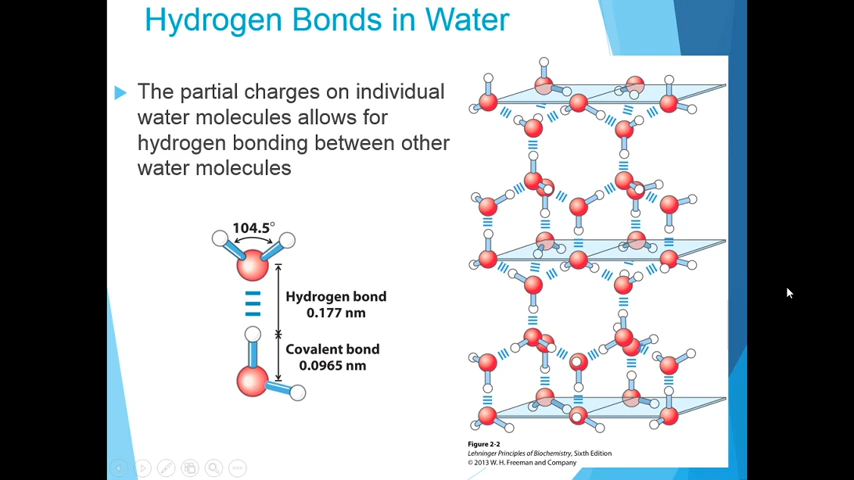 Hydrogen Bonds in Water
The partial charges on individual
water molecules allows for
hydrogen bonding between other
water molecules
104.5°
Hydrogen bond
0.177 nm
Covalent bond
0.0965 nm
Figure 2-2
Lehninger Principles of Biochemistry, Sixth Edition
© 2013 W. H. Freeman and Company